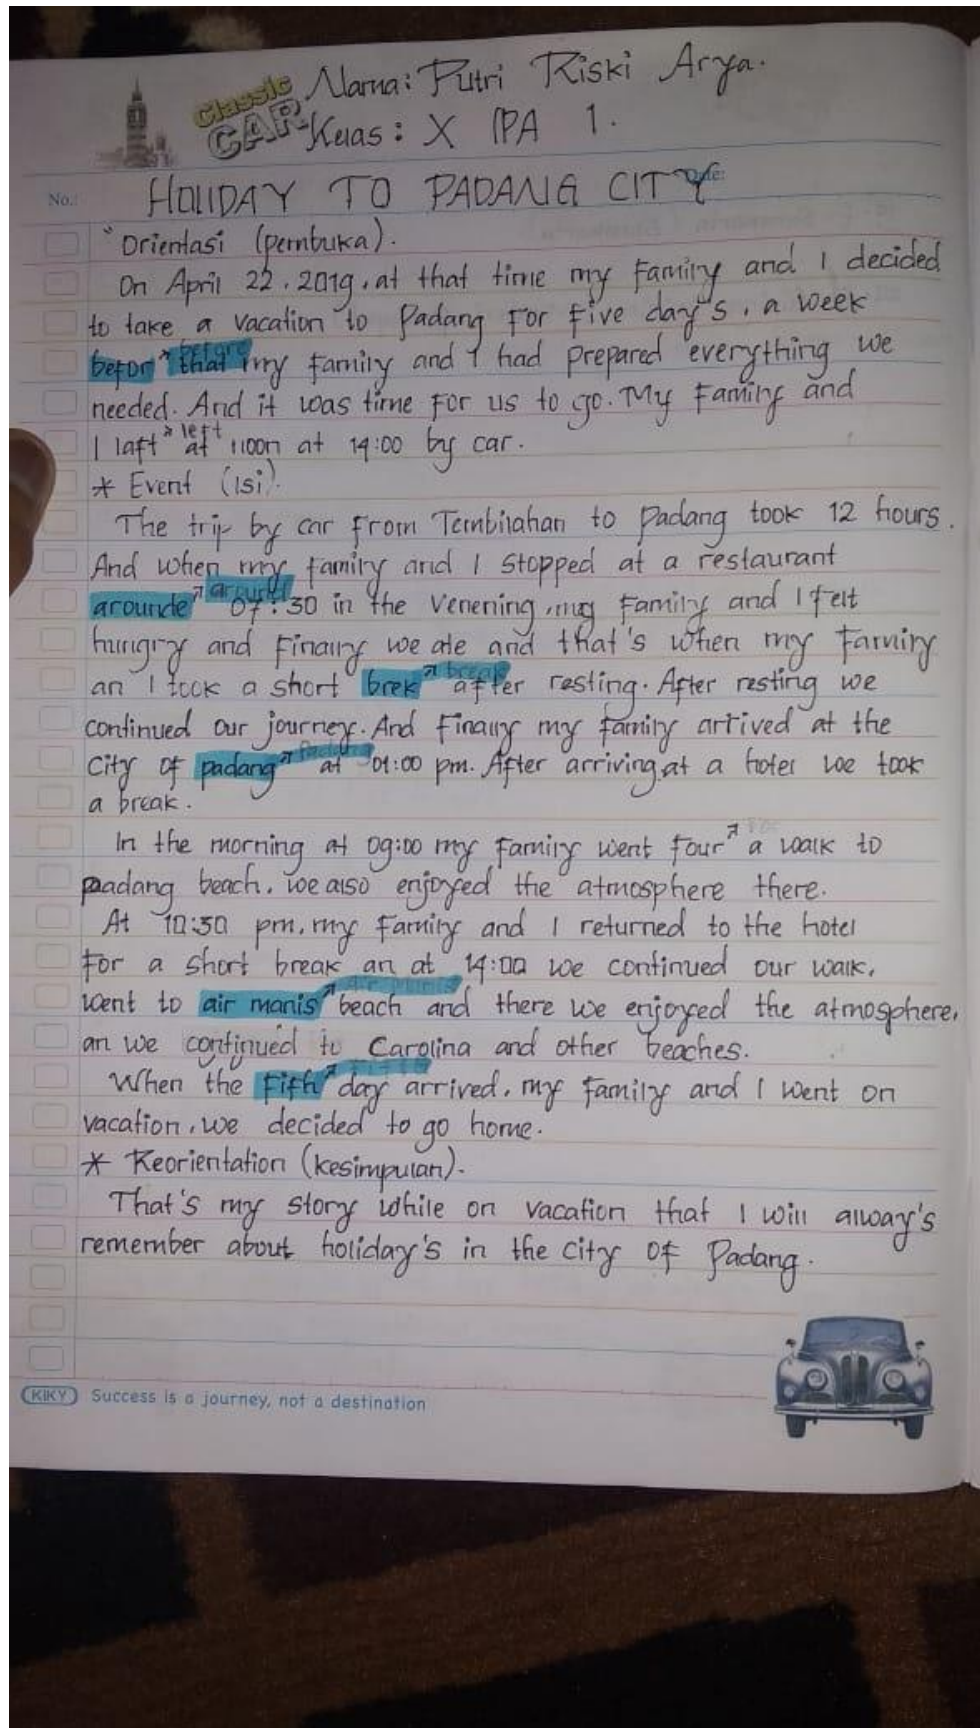 Classic Nama: Putri Riski Arya.
CAR Kelas: X IPA 1.
No.: HOLIDAY TO PADANG CITY Date:
* Orientasi (pembuka).
On April 22, 2019, at that time my family and I decided
to take a vacation to Padang for five day's, a week
befor before that my family and I had prepared everything we
needed. And it was time for us to go. My family and
I laft left at noon at 14:00 by car.
* Event (isi).
The trip by car from Tembilahan to Padang took 12 hours.
And when my family and I stopped at a restaurant
arounde around 07:30 in the Venening, my family and I felt
hungry and finally we ate and that's when my family
an I took a short brek break after resting. After resting we
continued our journey. And finally my family arrived at the
city of padang Padang at 01:00 pm. After arriving at a hotel we took
a break.
In the morning at 09:00 my family went four for a walk to
padang beach. we also enjoyed the atmosphere there.
At 10:30 pm, my family and I returned to the hotel
for a short break an at 14:00 we continued our walk,
went to air manis beach and there we enjoyed the atmosphere,
an we continued to Carolina and other beaches.
When the fifh day arrived, my family and I went on
vacation, we decided to go home.
* Reorientation (kesimpulan).
That's my story while on vacation that I will alway's
remember about holiday's in the city of Padang.
KIKY Success is a journey, not a destination